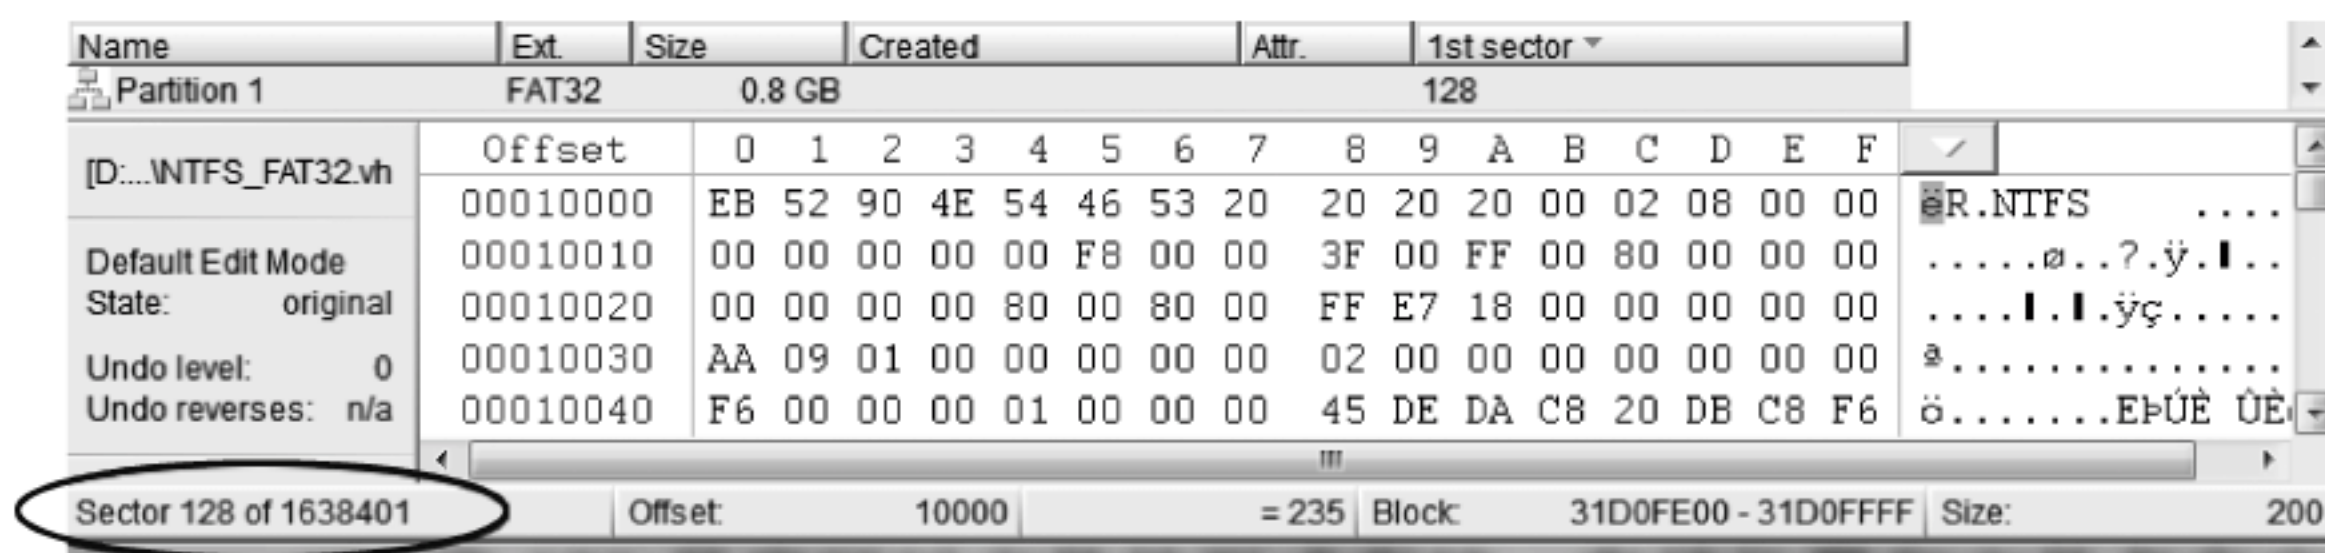 Name Ext. Size Created Attr. 1st sector
Partition 1 FAT32 0.8 GB 128
[D:...\NTFS_FAT32.vh
Default Edit Mode
State: original
Undo level: 0
Undo reverses: n/a
Offset 0 1 2 3 4 5 6 7 8 9 A B C D E F
00010000 EB 52 90 4E 54 46 53 20 20 20 20 00 02 08 00 00 ëR.NTFS ....
00010010 00 00 00 00 00 F8 00 00 3F 00 FF 00 80 00 00 00 .....ø..?.ÿ.▌..
00010020 00 00 00 00 80 00 80 00 FF E7 18 00 00 00 00 00 ....▌.▌.ÿç.....
00010030 AA 09 01 00 00 00 00 00 02 00 00 00 00 00 00 00 ª..............
00010040 F6 00 00 00 01 00 00 00 45 DE DA C8 20 DB C8 F6 ö.......EÞÚÈ ÛÈ
Sector 128 of 1638401 Offset: 10000 = 235 Block: 31D0FE00 - 31D0FFFF Size: 200